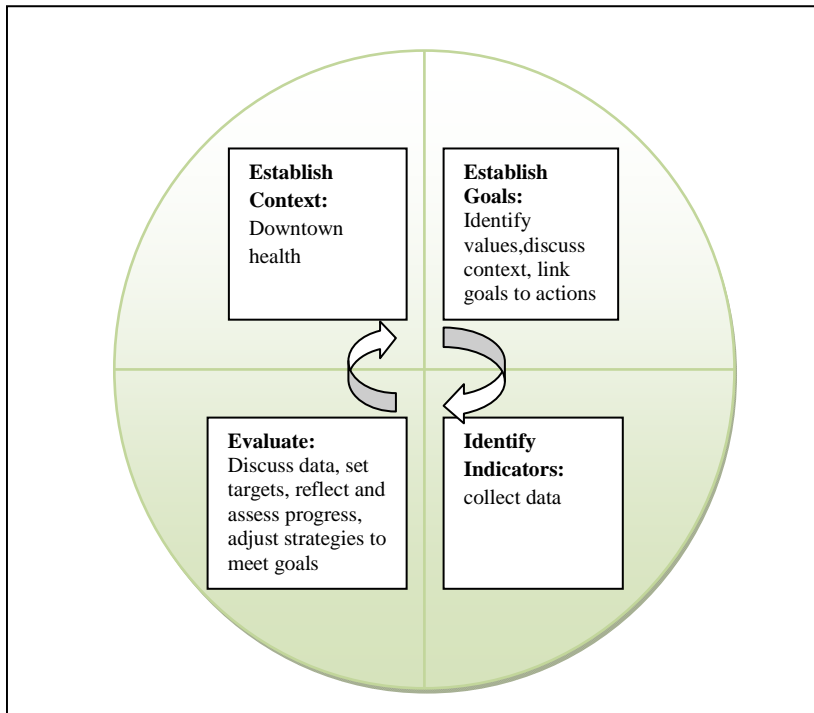 Establish
Context:
Downtown
health
Establish
Goals:
Identify
values,discuss
context, link
goals to actions
Evaluate:
Discuss data, set
targets, reflect and
assess progress,
adjust strategies to
meet goals
Identify
Indicators:
collect data